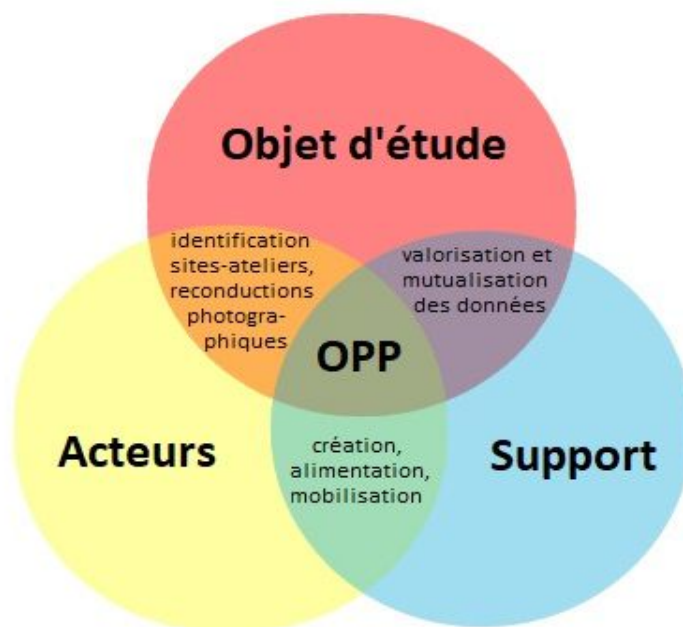 Objet d'étude
identification
sites-ateliers,
reconductions
photogra-
phiques
valorisation et
mutualisation
des données
OPP
Acteurs
création,
alimentation,
mobilisation
Support